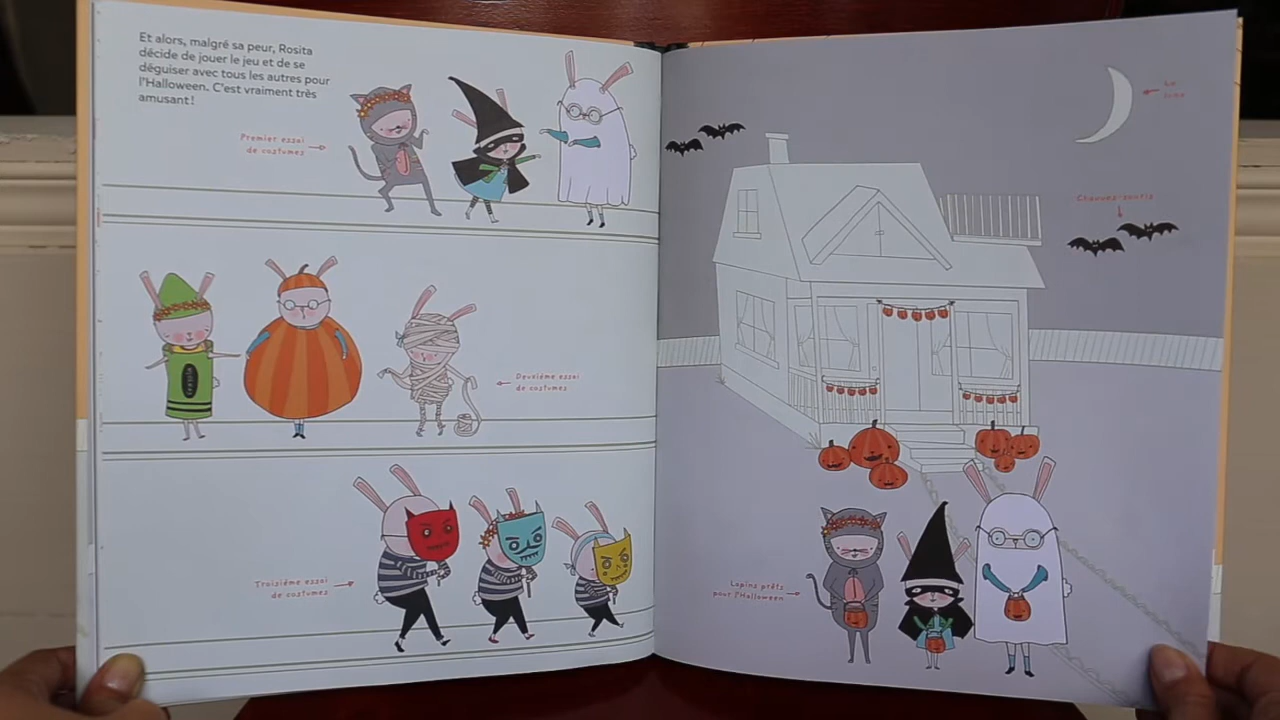 Et alors, malgré sa peur, Rosita
décide de jouer le jeu et de se
déguiser avec tous les autres pour
l'Halloween. C'est vraiment très
amusant !
Premier essai
de costumes
Deuxième essai
de costumes
Troisième essai
de costumes
La
lune
Chauves-souris
Lapins prêts
pour l'Halloween